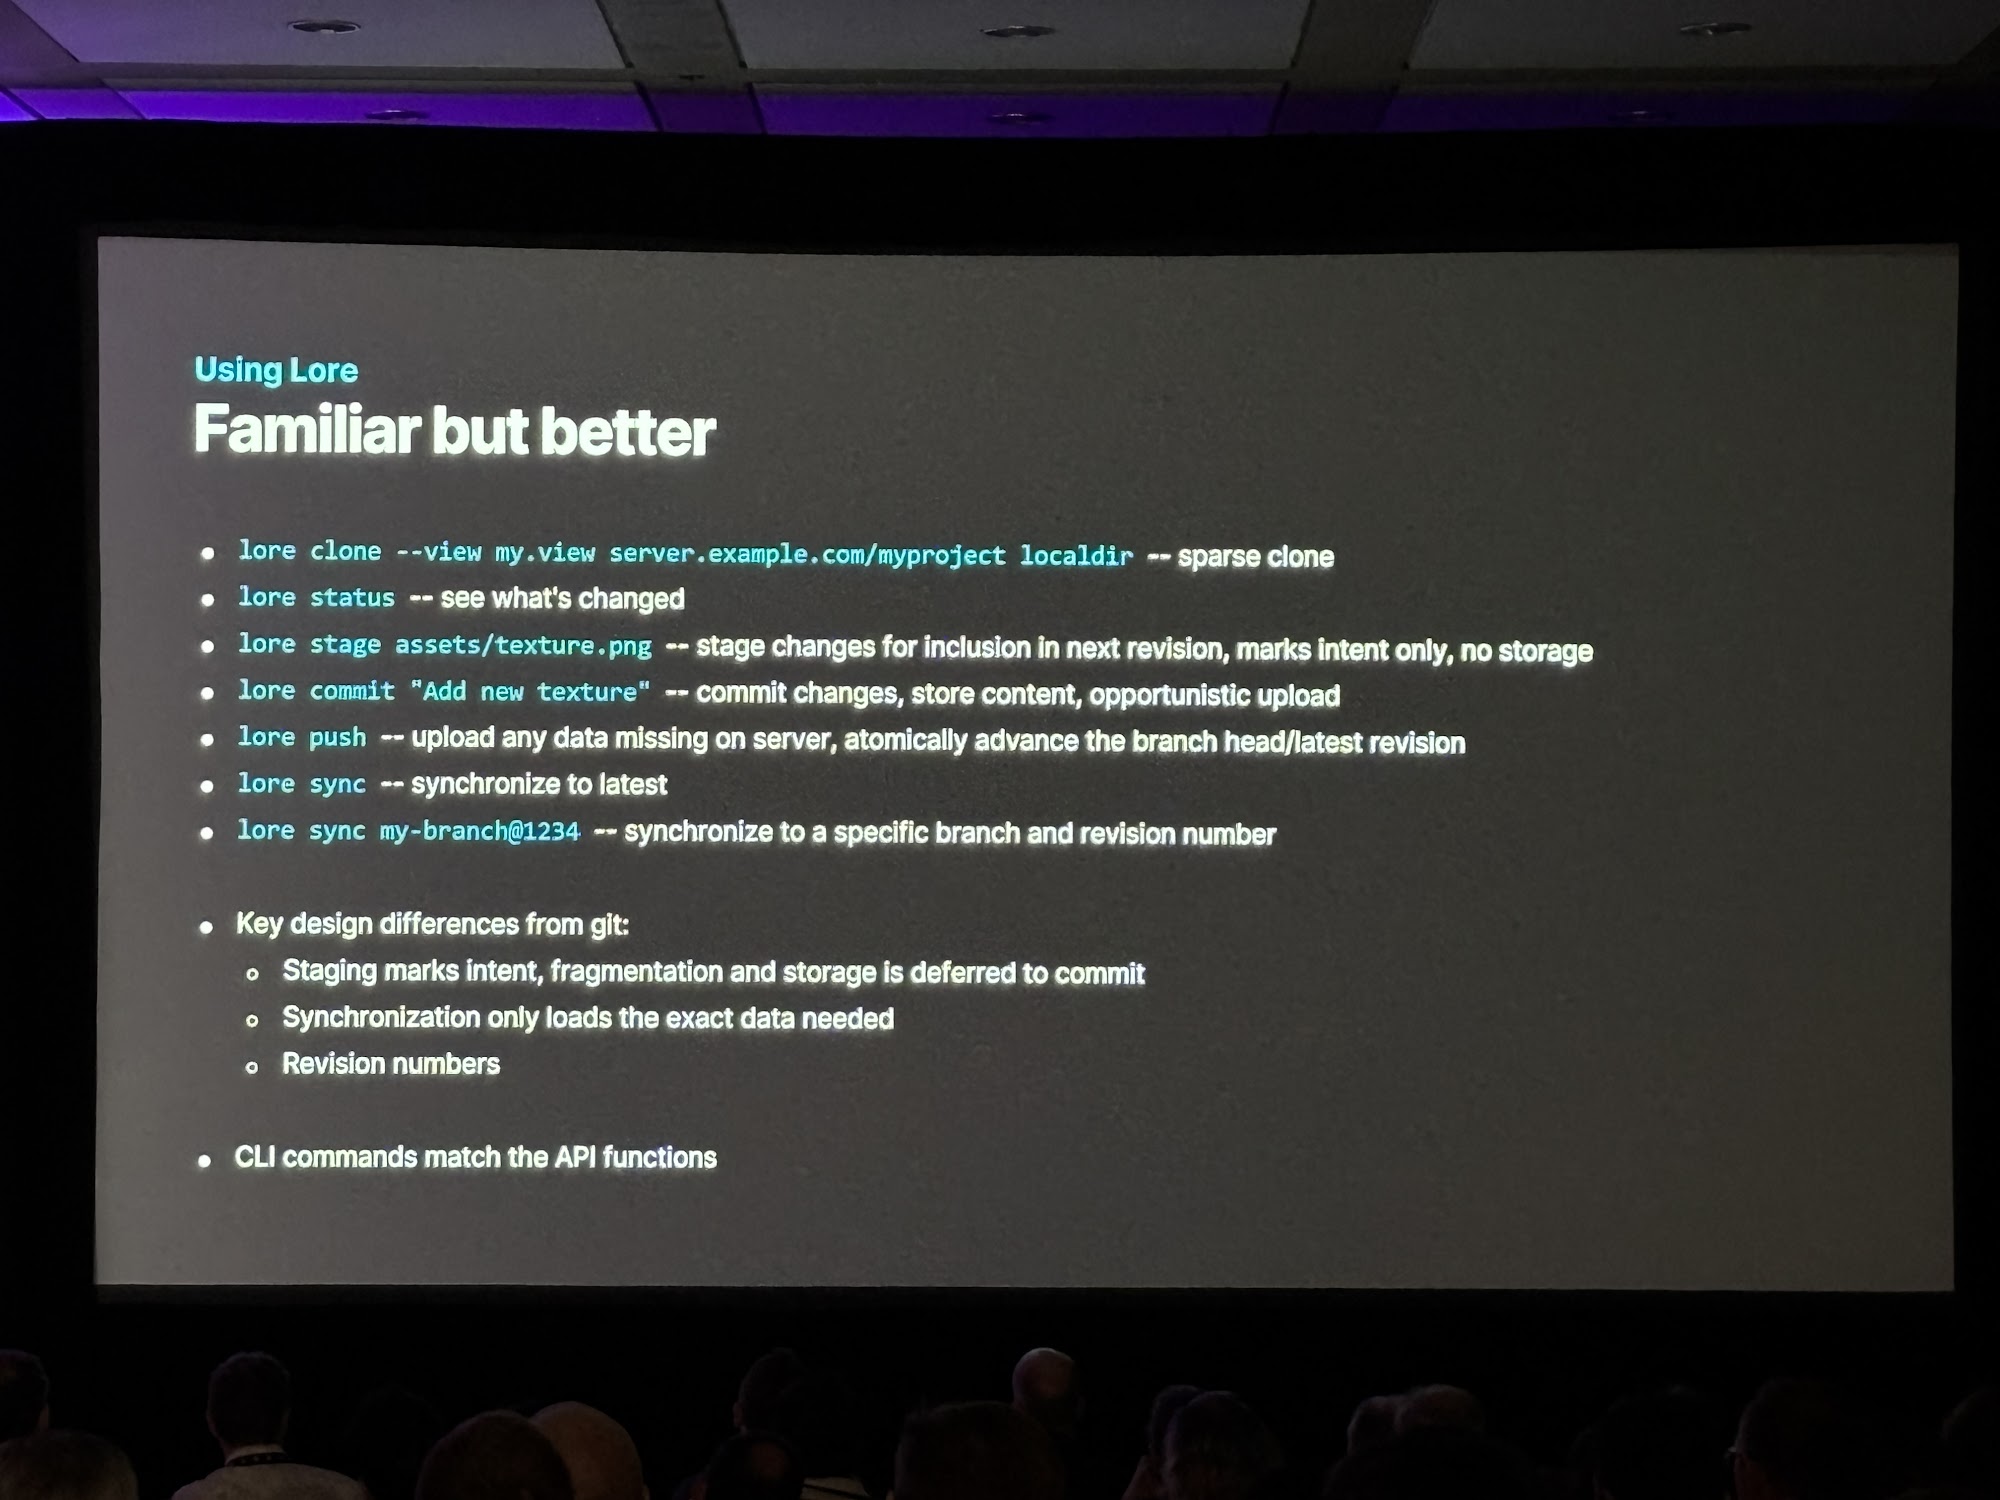 Using Lore
Familiar but better
• lore clone --view my.view server.example.com/myproject localdir -- sparse clone
• lore status -- see what's changed
• lore stage assets/texture.png -- stage changes for inclusion in next revision, marks intent only, no storage
• lore commit "Add new texture" -- commit changes, store content, opportunistic upload
• lore push -- upload any data missing on server, atomically advance the branch head/latest revision
• lore sync -- synchronize to latest
• lore sync my-branch@1234 -- synchronize to a specific branch and revision number
• Key design differences from git:
○ Staging marks intent, fragmentation and storage is deferred to commit
○ Synchronization only loads the exact data needed
○ Revision numbers
• CLI commands match the API functions